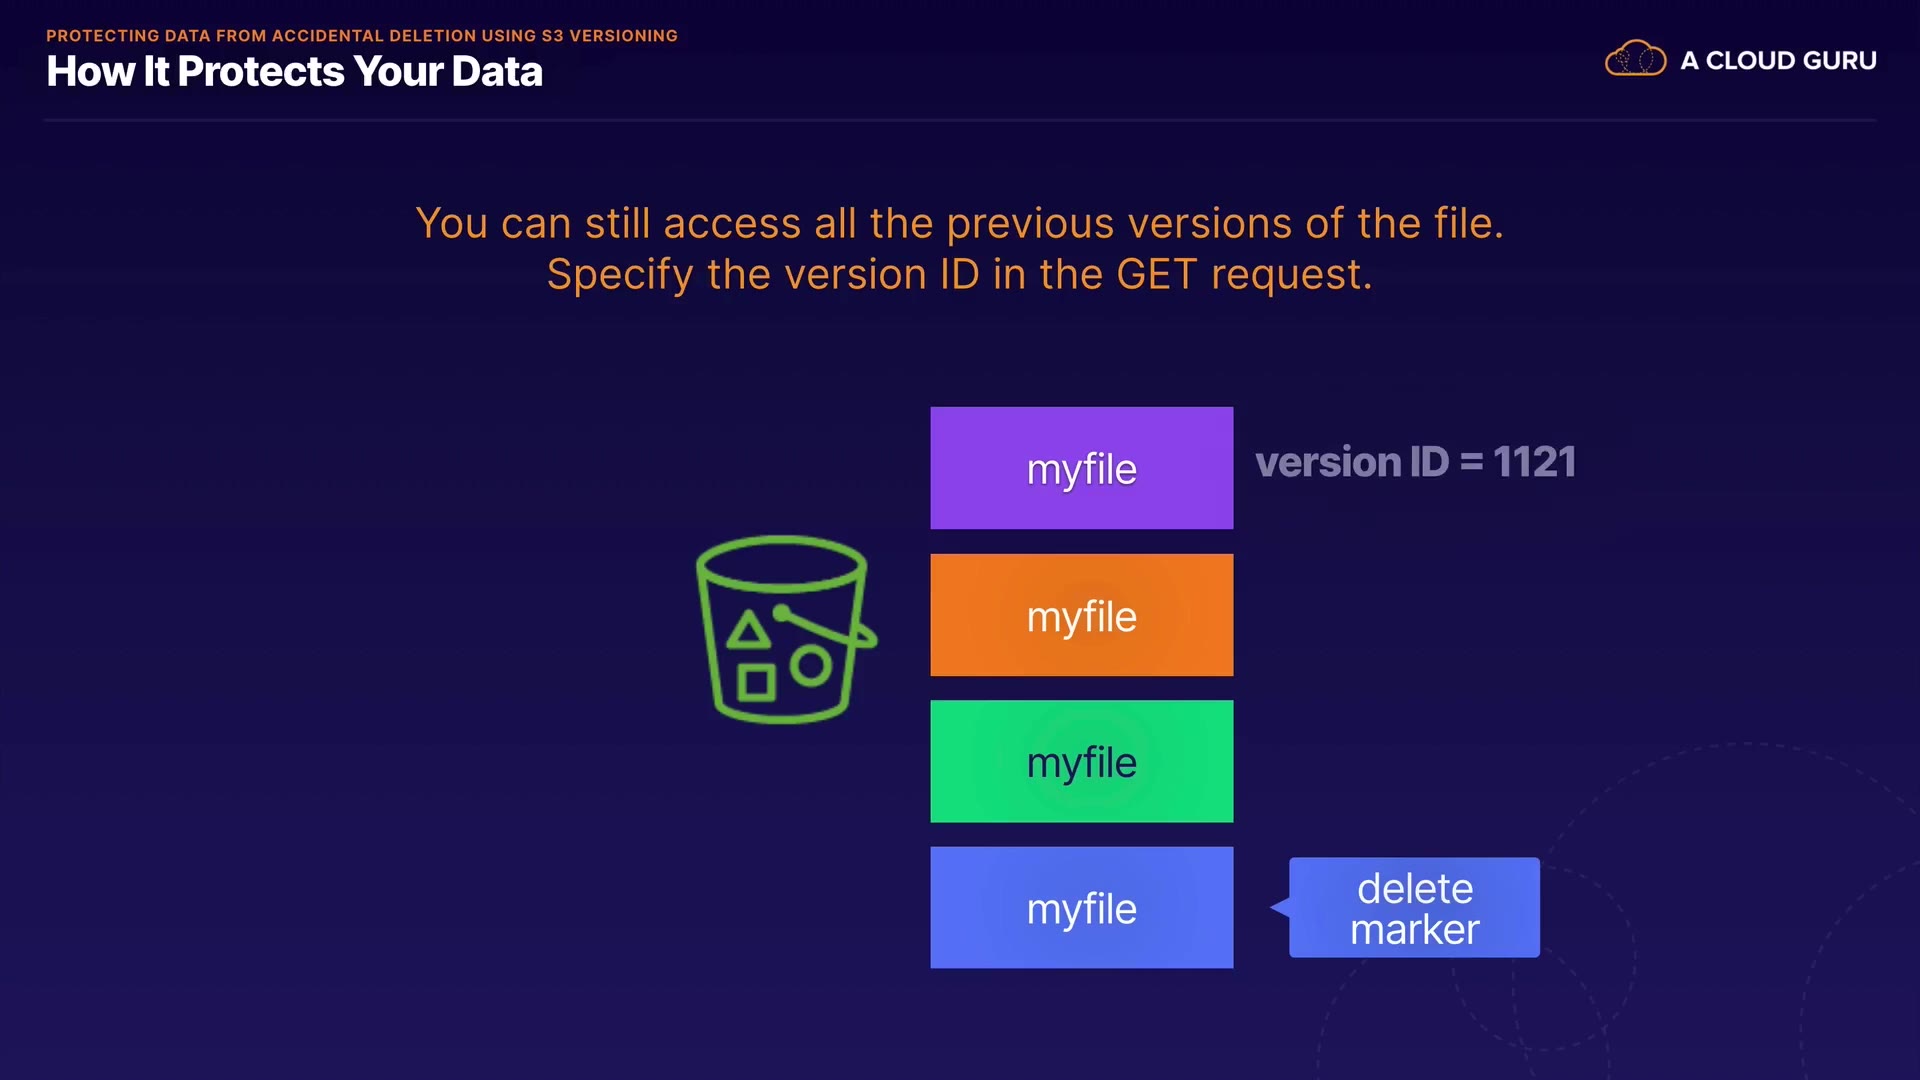 PROTECTING DATA FROM ACCIDENTAL DELETION USING S3 VERSIONING
How It Protects Your Data
A CLOUD GURU
You can still access all the previous versions of the file.
Specify the version ID in the GET request.
myfile
version ID = 1121
myfile
myfile
myfile
delete
marker